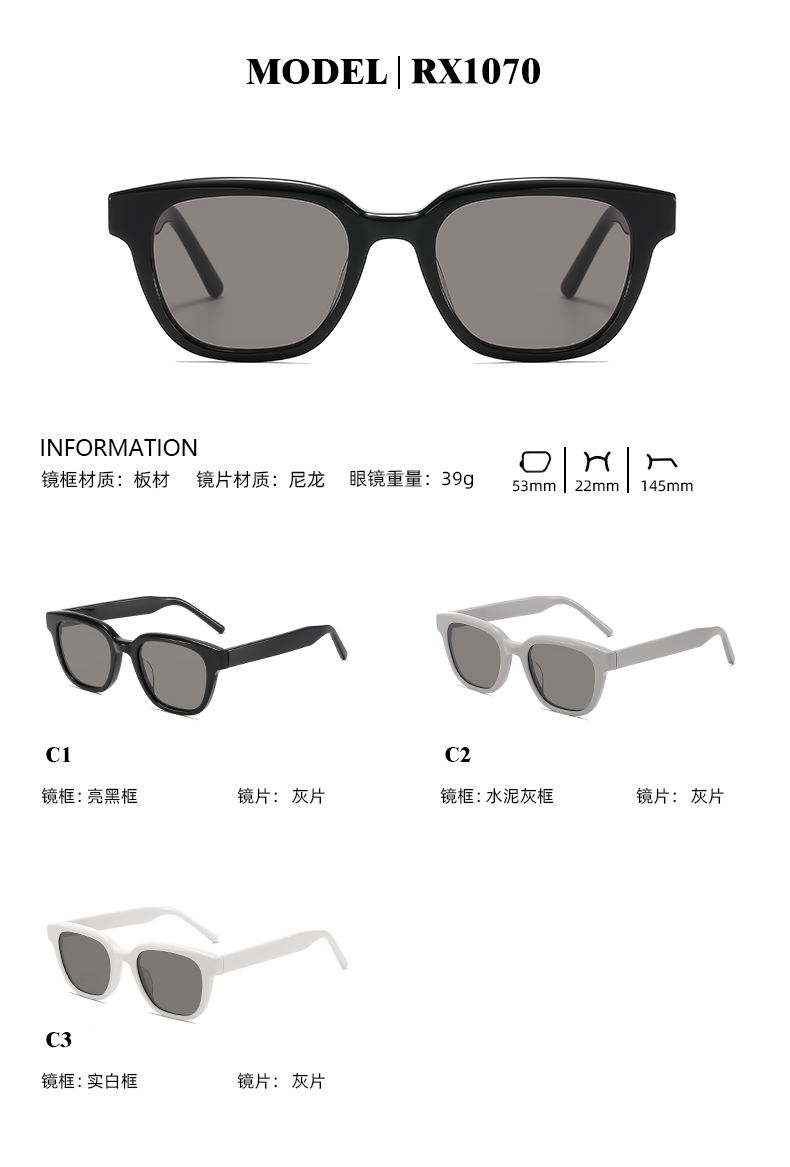 MODEL | RX1070
INFORMATION
镜框材质：板材 镜片材质：尼龙 眼镜重量：39g
53mm 22mm 145mm
C1
镜框：亮黑框 镜片： 灰片
C2
镜框：水泥灰框 镜片： 灰片
C3
镜框：实白框 镜片： 灰片